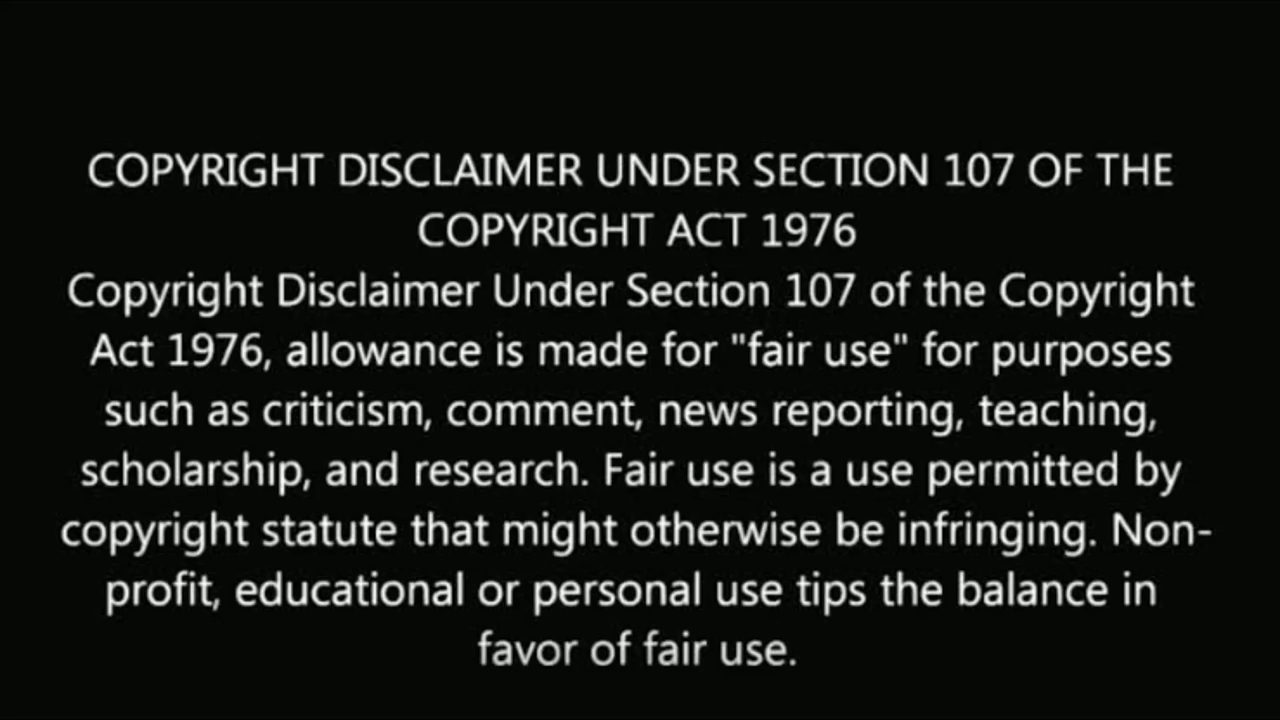 COPYRIGHT DISCLAIMER UNDER SECTION 107 OF THE
COPYRIGHT ACT 1976
Copyright Disclaimer Under Section 107 of the Copyright
Act 1976, allowance is made for "fair use" for purposes
such as criticism, comment, news reporting, teaching,
scholarship, and research. Fair use is a use permitted by
copyright statute that might otherwise be infringing. Non-
profit, educational or personal use tips the balance in
favor of fair use.